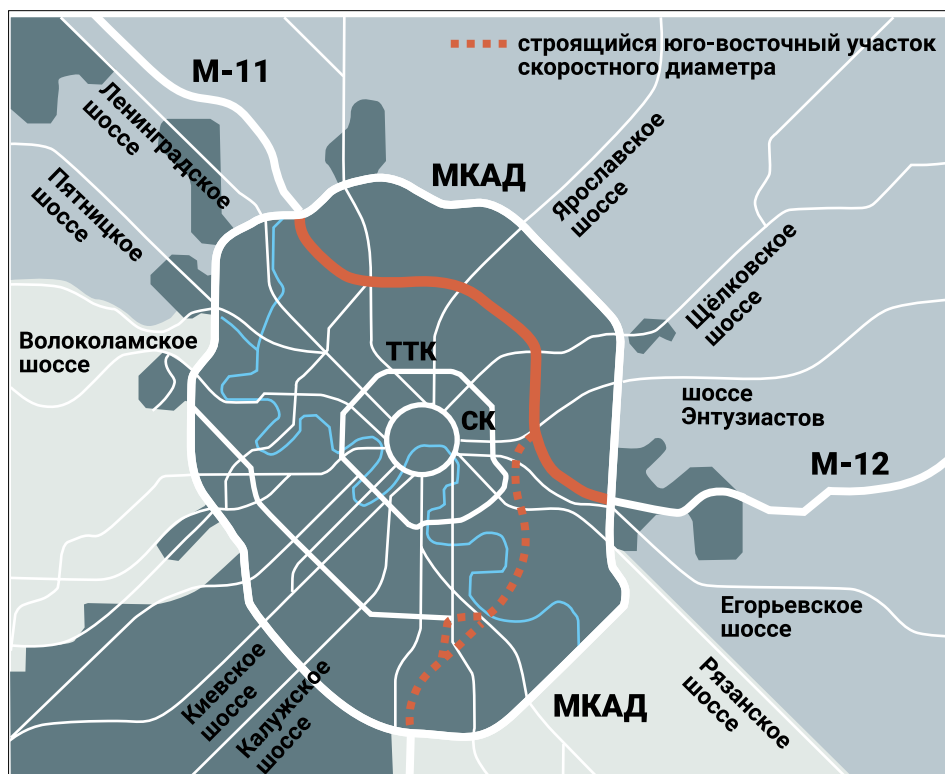 строящийся юго-восточный участок
скоростного диаметра
М-11
Ленинградское
шоссе
Пятницкое
шоссе
МКАД
Ярославское
шоссе
Щёлковское
шоссе
Волоколамское
шоссе
ТТК
СК
шоссе
Энтузиастов
М-12
Егорьевское
шоссе
Рязанское
шоссе
МКАД
Киевское
шоссе
Калужское
шоссе